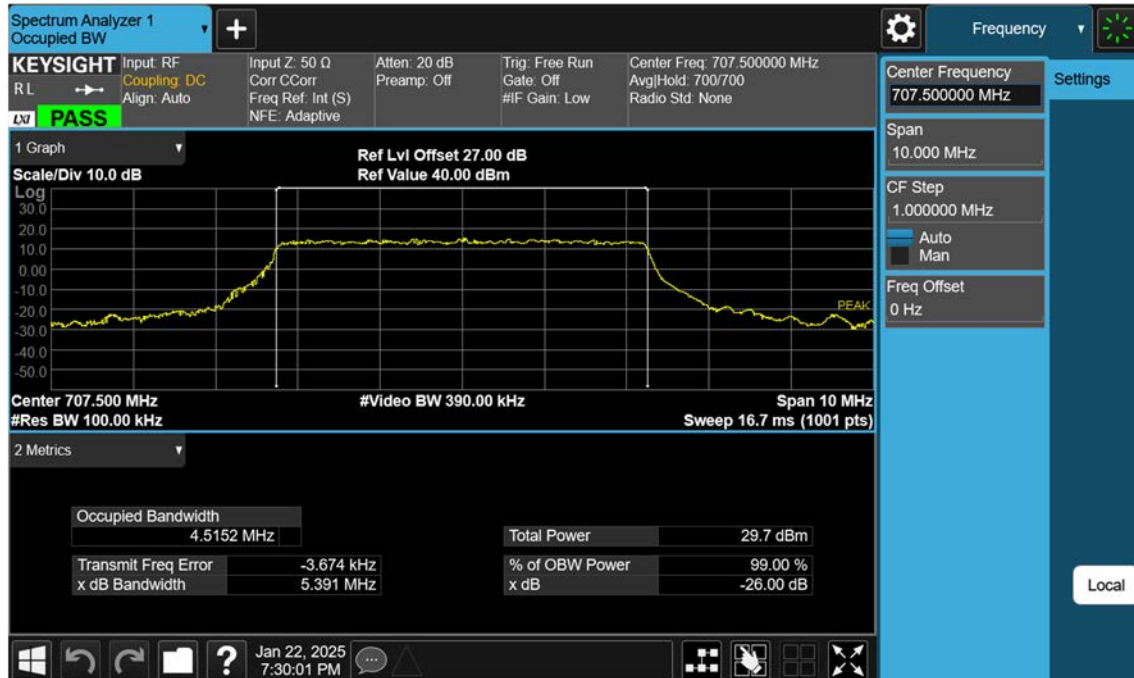 Spectrum Analyzer 1
Occupied BW
+
Frequency
KEYSIGHT
RL
LXI PASS
Input: RF
Coupling: DC
Align: Auto
Input Z: 50 Ω
Corr CCorr
Freq Ref: Int (S)
NFE: Adaptive
Atten: 20 dB
Preamp: Off
Trig: Free Run
Gate: Off
#IF Gain: Low
Center Freq: 707.500000 MHz
Avg|Hold: 700/700
Radio Std: None
Center Frequency
707.500000 MHz
Settings
Span
10.000 MHz
CF Step
1.000000 MHz
Auto
Man
Freq Offset
0 Hz
1 Graph
Scale/Div 10.0 dB
Ref Lvl Offset 27.00 dB
Ref Value 40.00 dBm
Log
30.0
20.0
10.0
0.00
-10.0
-20.0
-30.0
-40.0
-50.0
PEAK
Center 707.500 MHz
#Video BW 390.00 kHz
Span 10 MHz
#Res BW 100.00 kHz
Sweep 16.7 ms (1001 pts)
2 Metrics
Occupied Bandwidth
4.5152 MHz
Total Power 29.7 dBm
Transmit Freq Error -3.674 kHz
% of OBW Power 99.00 %
x dB Bandwidth 5.391 MHz
x dB -26.00 dB
Local
?
Jan 22, 2025
7:30:01 PM